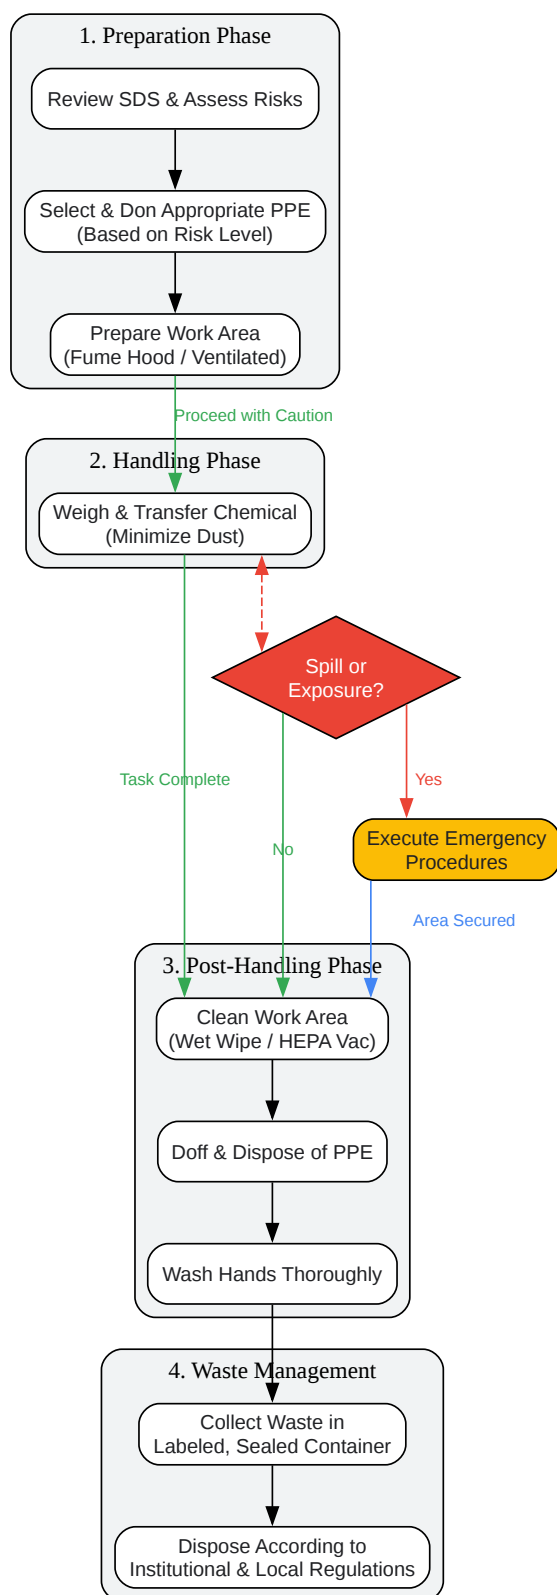 1. Preparation Phase
Review SDS & Assess Risks
Select & Don Appropriate PPE
(Based on Risk Level)
Prepare Work Area
(Fume Hood / Ventilated)
Proceed with Caution
2. Handling Phase
Weigh & Transfer Chemical
(Minimize Dust)
Spill or
Exposure?
Task Complete
Yes
No
Execute Emergency
Procedures
Area Secured
3. Post-Handling Phase
Clean Work Area
(Wet Wipe / HEPA Vac)
Doff & Dispose of PPE
Wash Hands Thoroughly
4. Waste Management
Collect Waste in
Labeled, Sealed Container
Dispose According to
Institutional & Local Regulations